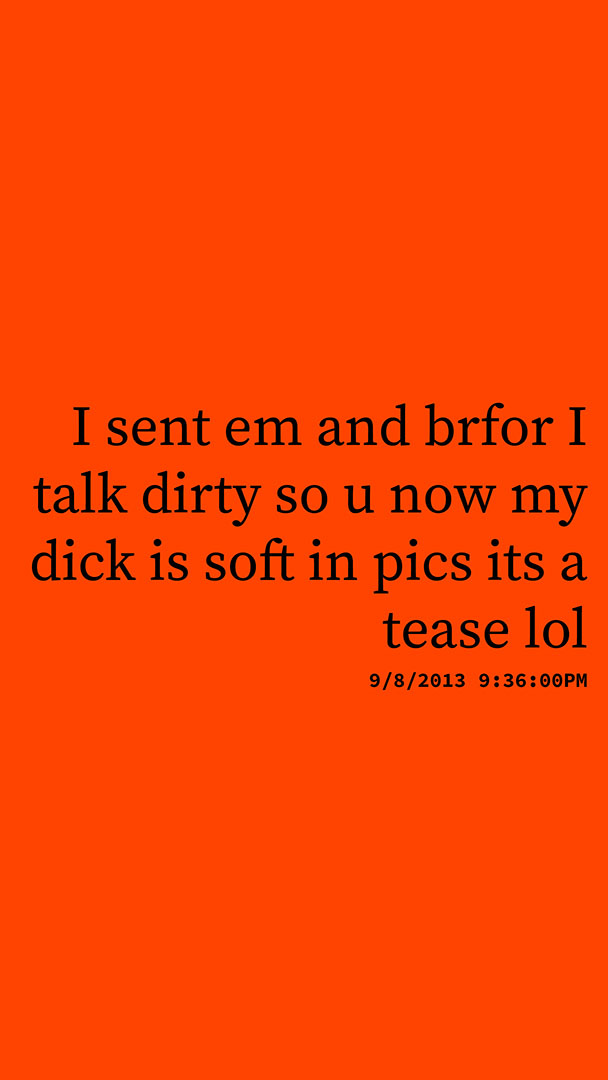 I sent em and brfor I
talk dirty so u now my
dick is soft in pics its a
tease lol
9/8/2013 9:36:00PM